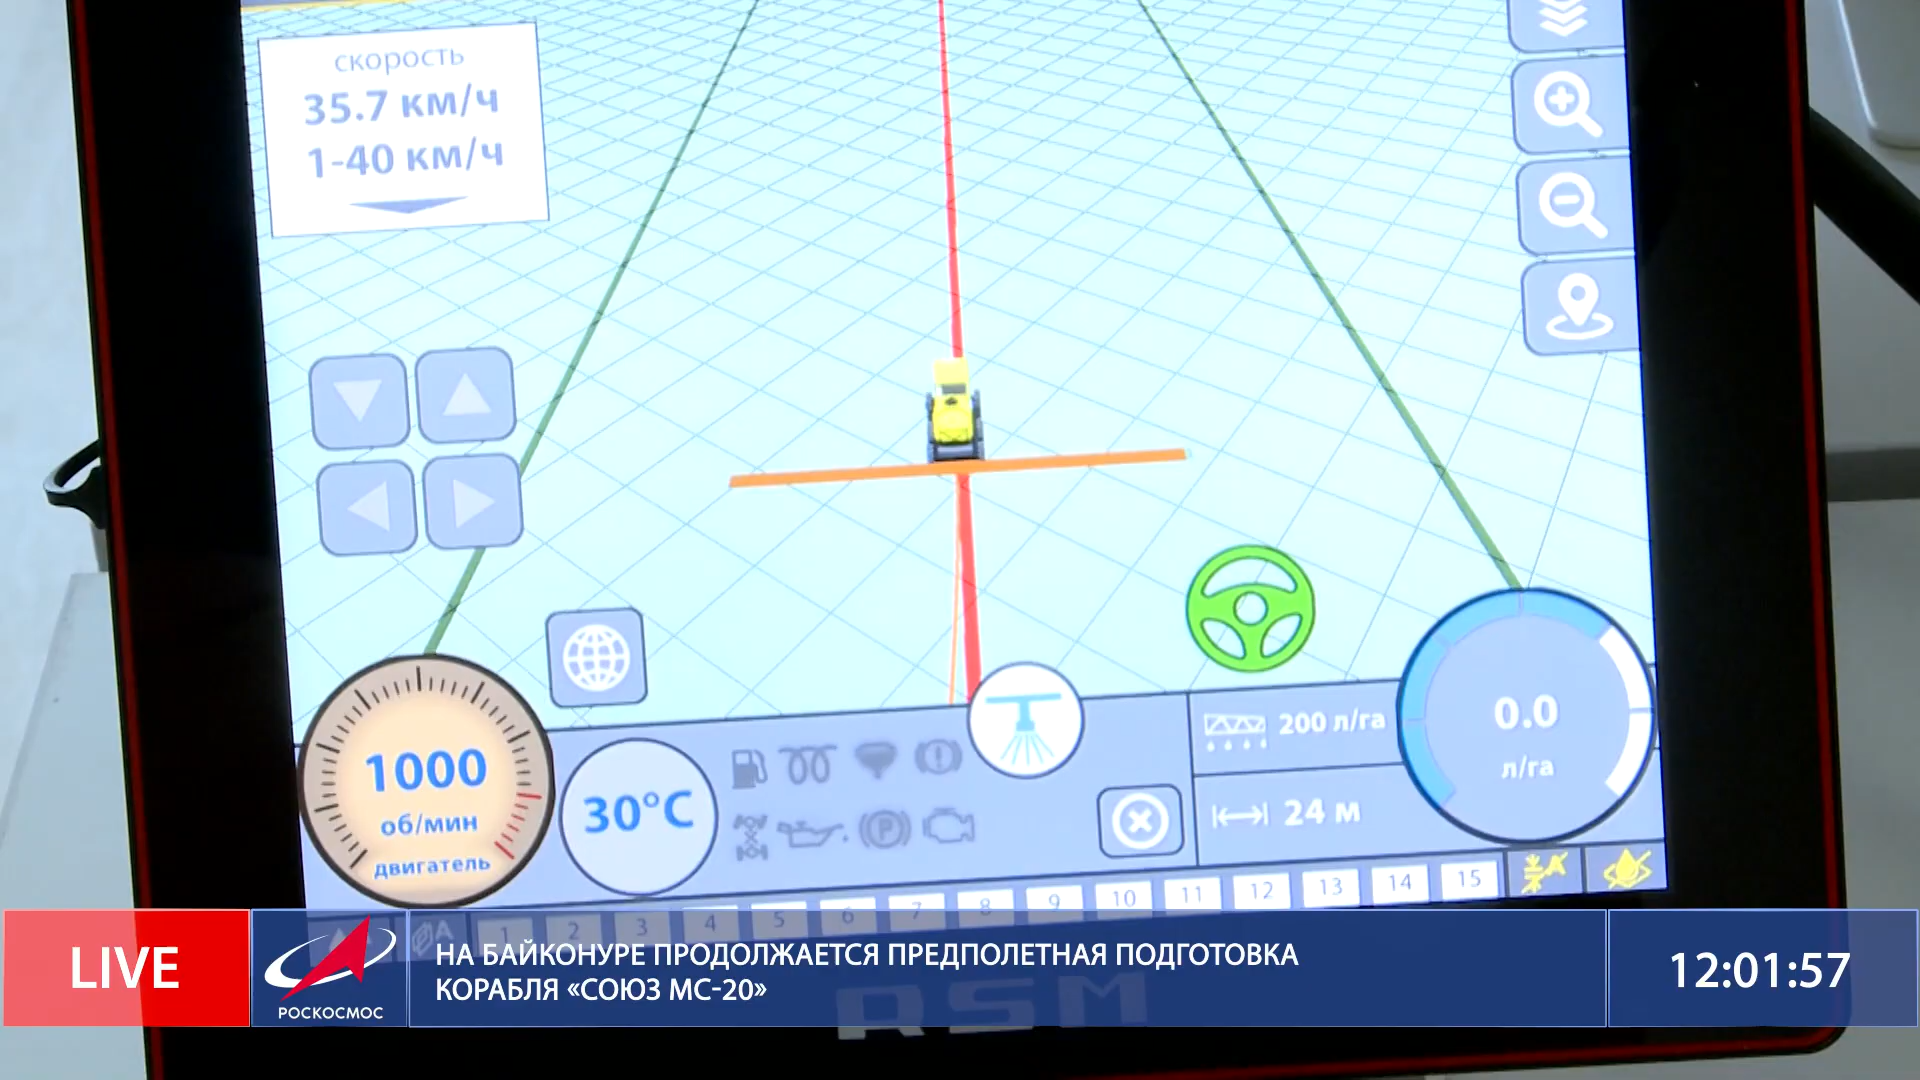 скорость
35.7 км/ч
1-40 км/ч
1000
об/мин
двигатель
30°C
200 л/га
24 м
0.0
л/га
1 2 3 4 5 6 7 8 9 10 11 12 13 14 15
LIVE
РОСКОСМОС
НА БАЙКОНУРЕ ПРОДОЛЖАЕТСЯ ПРЕДПОЛЕТНАЯ ПОДГОТОВКА
КОРАБЛЯ «СОЮЗ МС-20»
12:01:57
RSM